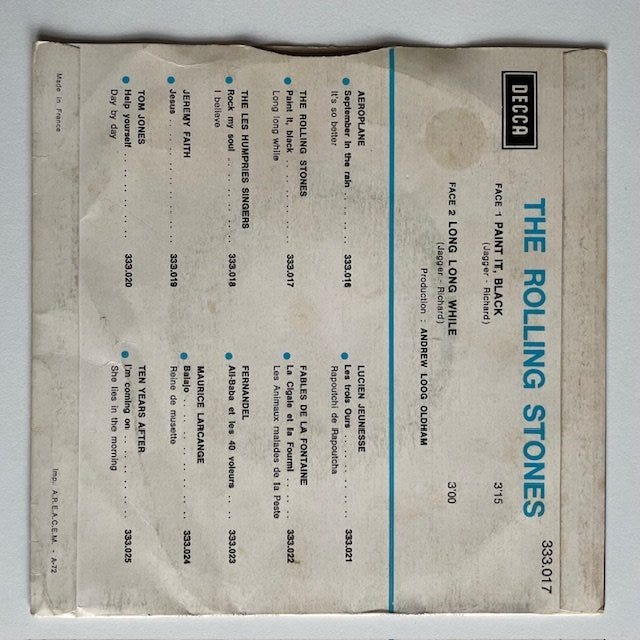 DECCA
THE ROLLING STONES
333.017
FACE 1 PAINT IT, BLACK 3'15
(Jagger - Richard)
FACE 2 LONG LONG WHILE 3'00
(Jagger - Richard)
Production : ANDREW LOOG OLDHAM
AEROPLANE
● September in the rain . . . . . . 333.016
It's so better
THE ROLLING STONES
● Paint it, black . . . . . . . . . 333.017
Long long while
THE LES HUMPRIES SINGERS
● Rock my soul . . . . . . . . . 333.018
I believe
JEREMY FAITH
● Jesus . . . . . . . . . . . . 333.019
TOM JONES
● Help yourself . . . . . . . . . 333.020
Day by day
LUCIEN JEUNESSE
● Les trois Ours . . . . . . . . . 333.021
Rapoutchi de Rapoutcha
FABLES DE LA FONTAINE
● La Cigale et la Fourmi . . . . 333.022
Les Animaux malades de la Peste
FERNANDEL
● Ali-Baba et les 40 voleurs . . . 333.023
MAURICE LARCANGE
● Balajo . . . . . . . . . . . 333.024
Reine de musette
TEN YEARS AFTER
● I'm coming on . . . . . . . . 333.025
She lies in the morning
Made in France
Imp. A.R.E.A.C.E.M. - A-72